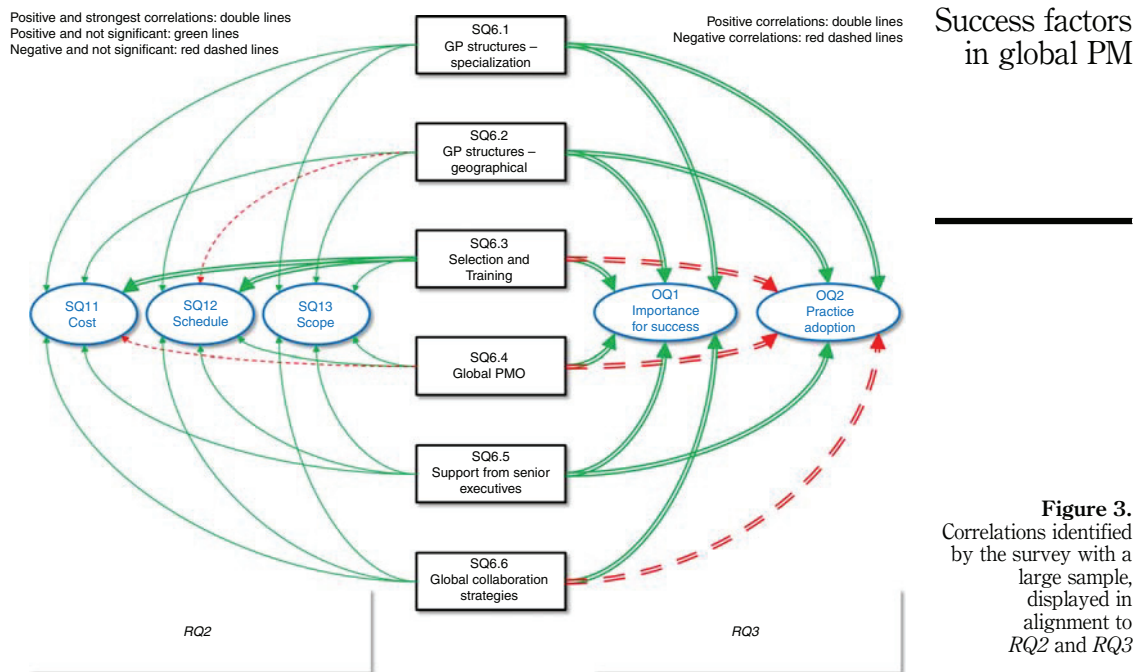 Positive and strongest correlations: double lines
Positive and not significant: green lines
Negative and not significant: red dashed lines
Positive correlations: double lines
Negative correlations: red dashed lines
Success factors
in global PM
SQ6.1
GP structures –
specialization
SQ6.2
GP structures –
geographical
SQ6.3
Selection and
Training
SQ11
Cost
SQ12
Schedule
SQ13
Scope
OQ1
Importance
for success
OQ2
Practice
adoption
SQ6.4
Global PMO
SQ6.5
Support from senior
executives
SQ6.6
Global collaboration
strategies
RQ2
RQ3
Figure 3.
Correlations identified
by the survey with a
large sample,
displayed in
alignment to
RQ2 and RQ3